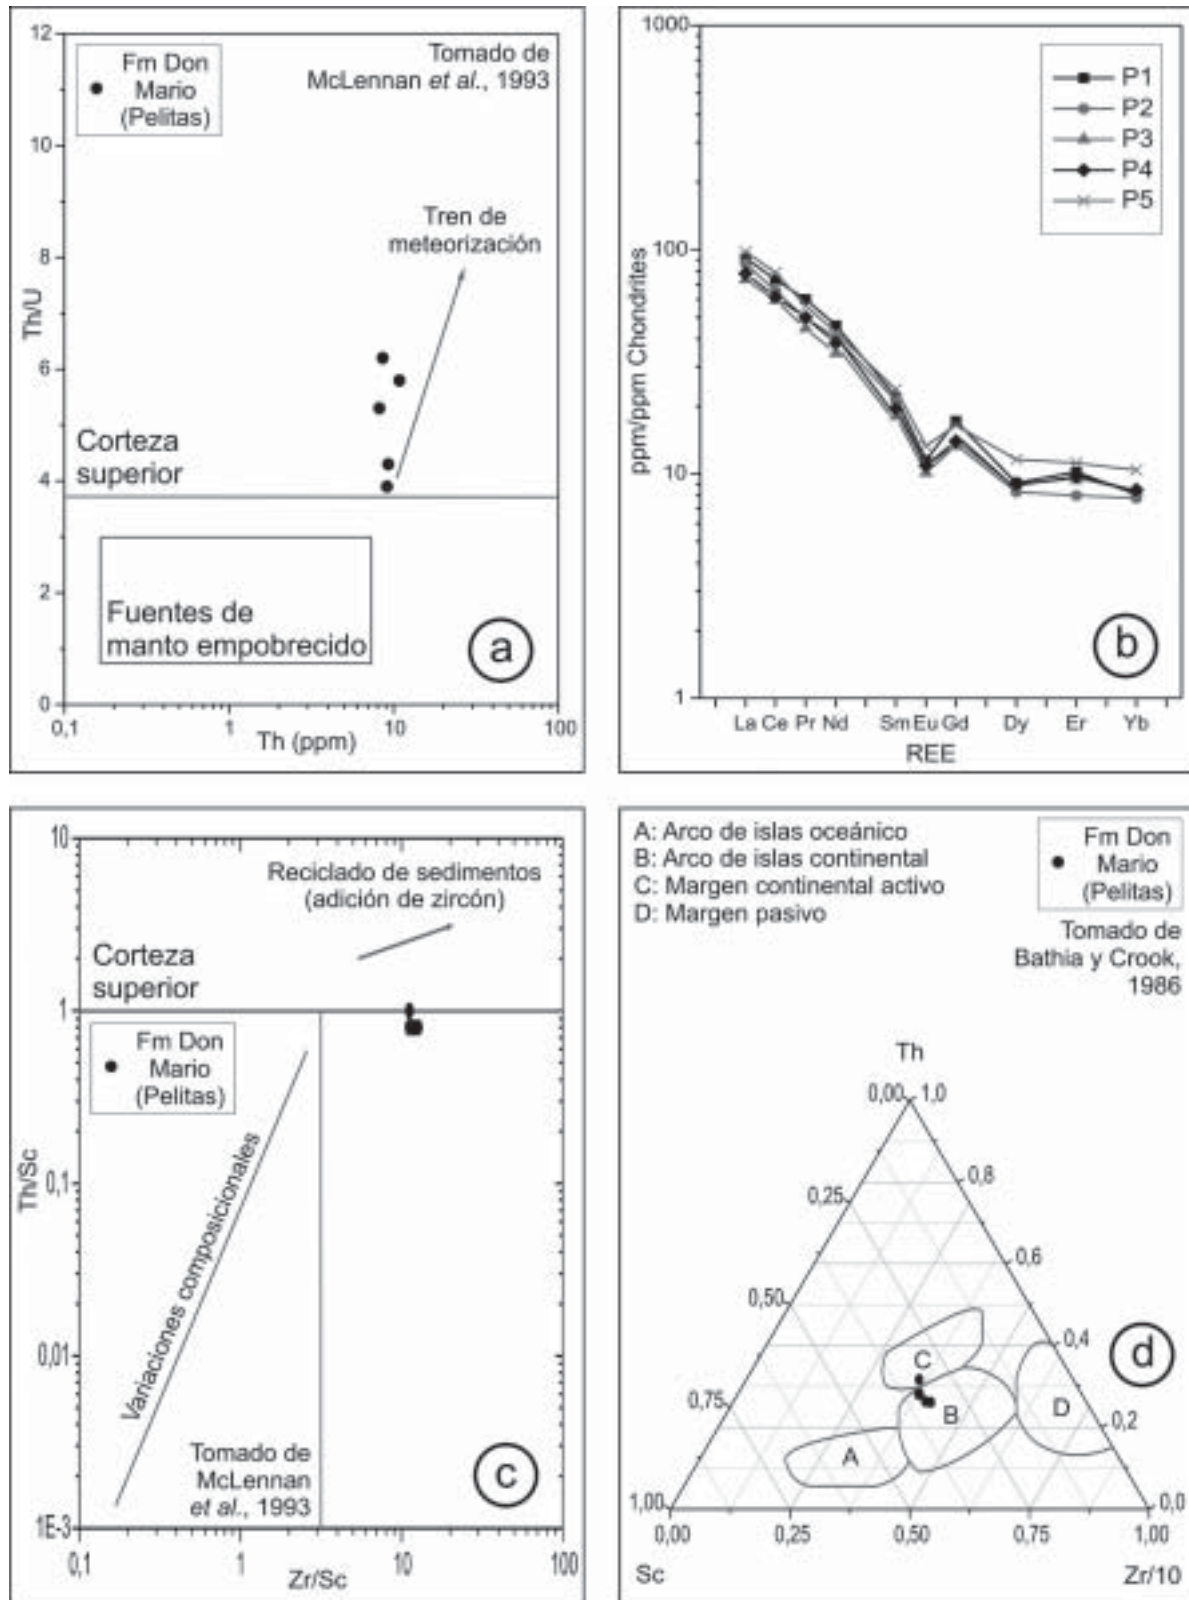 12
10
8
6
4
2
0
Th/U
Fm Don
Mario
(Pelitas)
Tomado de
McLennan et al., 1993
Tren de
meteorización
Corteza
superior
Fuentes de
manto empobrecido
a
0,1
1
10
100
Th (ppm)
1000
100
10
1
ppm/ppm Chondrites
P1
P2
P3
P4
P5
b
La Ce Pr Nd Sm Eu Gd Dy Er Yb
REE
10
1
0,1
0,01
1E-3
Th/Sc
Reciclado de sedimentos
(adición de zircón)
Corteza
superior
Fm Don
Mario
(Pelitas)
Variaciones composicionales
Tomado de
McLennan
et al., 1993
c
0,1
1
10
100
Zr/Sc
A: Arco de islas oceánico
B: Arco de islas continental
C: Margen continental activo
D: Margen pasivo
Fm Don
Mario
(Pelitas)
Tomado de
Bathia y Crook,
1986
Th
0,00
1,0
0,8
0,25
0,6
0,50
0,4
d
C
0,75
B
D
0,2
A
1,00
0,0
0,00
0,25
0,50
0,75
1,00
Sc
Zr/10